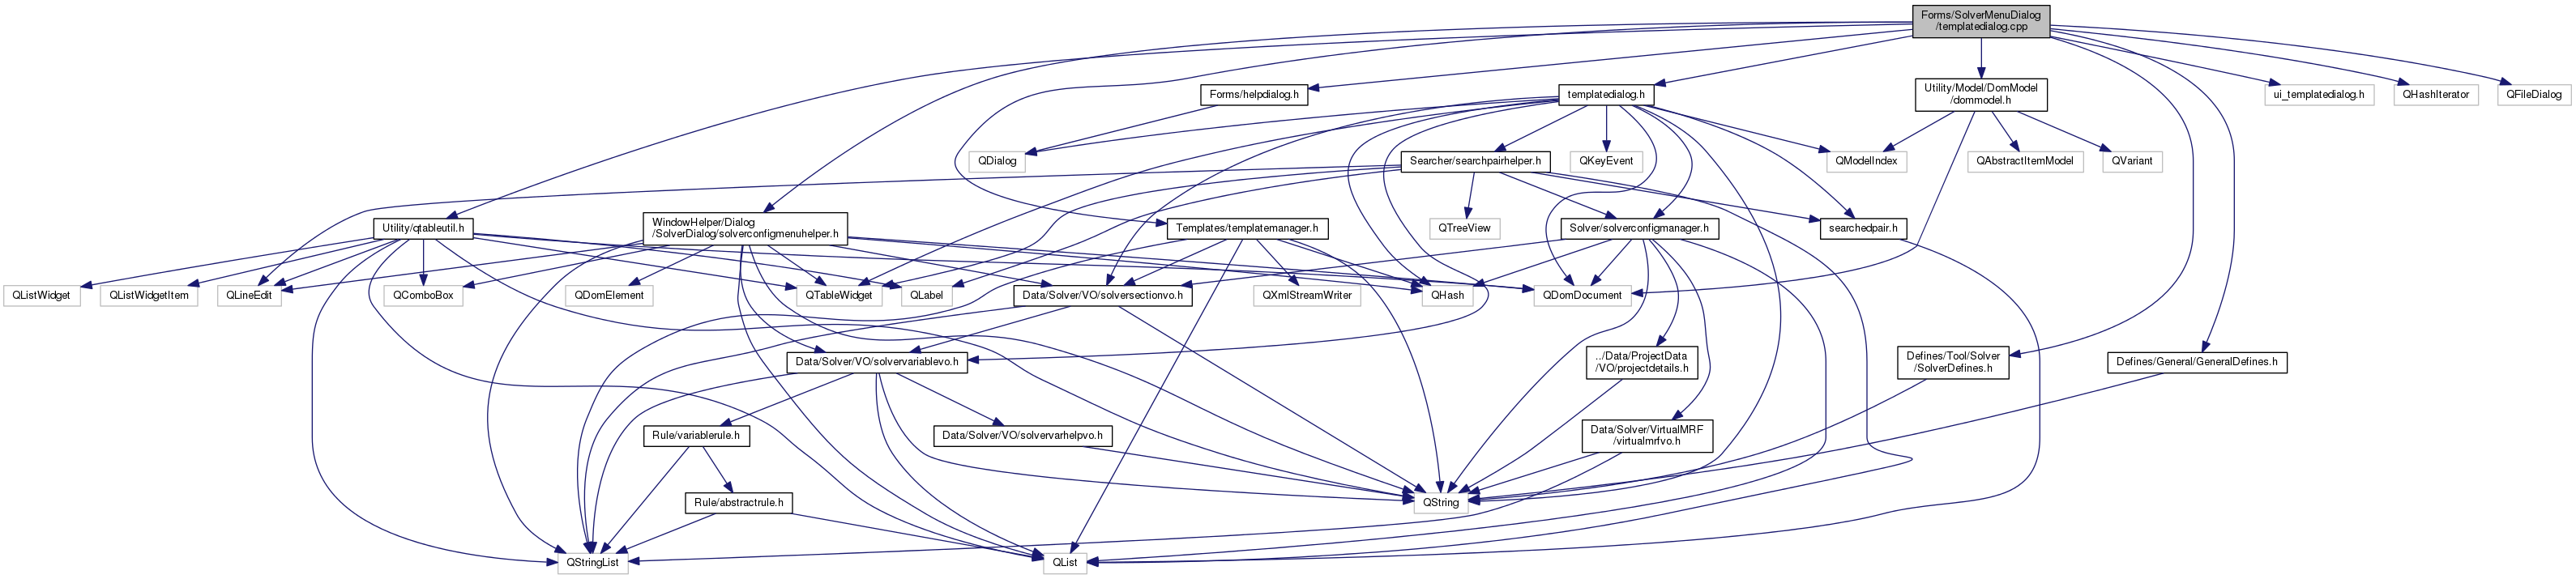 Forms/SolverMenuDialog
/templatedialog.cpp
Forms/helpdialog.h
templatedialog.h
Utility/Model/DomModel
/dommodel.h
ui_templatedialog.h
QHashIterator
QFileDialog
QDialog
Searcher/searchpairhelper.h
QKeyEvent
QModelIndex
QAbstractItemModel
QVariant
Utility/qtableutil.h
WindowHelper/Dialog
/SolverDialog/solverconfigmenuhelper.h
Templates/templatemanager.h
QTreeView
Solver/solverconfigmanager.h
searchedpair.h
QListWidget
QListWidgetItem
QLineEdit
QComboBox
QDomElement
QTableWidget
QLabel
Data/Solver/VO/solversectionvo.h
QXmlStreamWriter
QHash
QDomDocument
Data/Solver/VO/solvervariablevo.h
../Data/ProjectData
/VO/projectdetails.h
Defines/Tool/Solver
/SolverDefines.h
Defines/General/GeneralDefines.h
Rule/variablerule.h
Data/Solver/VO/solvervarhelpvo.h
Data/Solver/VirtualMRF
/virtualmrfvo.h
Rule/abstractrule.h
QString
QStringList
QList